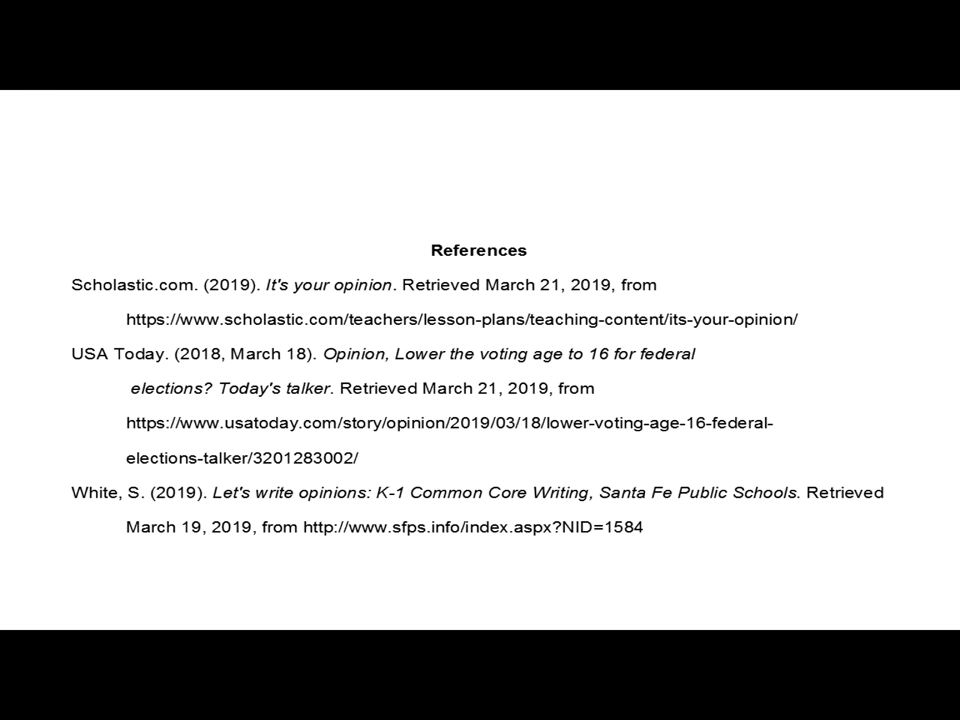 References
Scholastic.com. (2019). It's your opinion. Retrieved March 21, 2019, from
https://www.scholastic.com/teachers/lesson-plans/teaching-content/its-your-opinion/
USA Today. (2018, March 18). Opinion, Lower the voting age to 16 for federal
elections? Today's talker. Retrieved March 21, 2019, from
https://www.usatoday.com/story/opinion/2019/03/18/lower-voting-age-16-federal-
elections-talker/3201283002/
White, S. (2019). Let's write opinions: K-1 Common Core Writing, Santa Fe Public Schools. Retrieved
March 19, 2019, from http://www.sfps.info/index.aspx?NID=1584